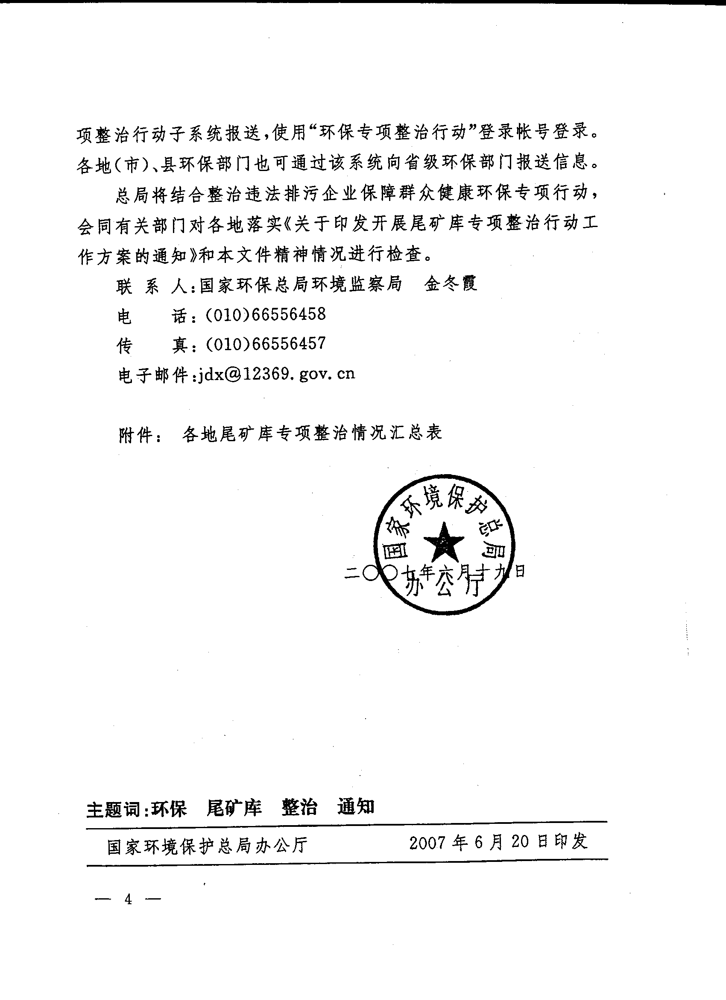 项整治行动子系统报送,使用“环保专项整治行动”登录帐号登录。
各地(市)、县环保部门也可通过该系统向省级环保部门报送信息。
总局将结合整治违法排污企业保障群众健康环保专项行动,
会同有关部门对各地落实《关于印发开展尾矿库专项整治行动工
作方案的通知》和本文件精神情况进行检查。
联 系 人:国家环保总局环境监察局 金冬霞
电 话:(010)66556458
传 真:(010)66556457
电子邮件:jdx@12369.gov.cn
附件: 各地尾矿库专项整治情况汇总表
国家环境保护总局
二〇〇七年六月十九日
办公厅
主题词:环保 尾矿库 整治 通知
国家环境保护总局办公厅 2007 年 6 月 20 日印发
— 4 —